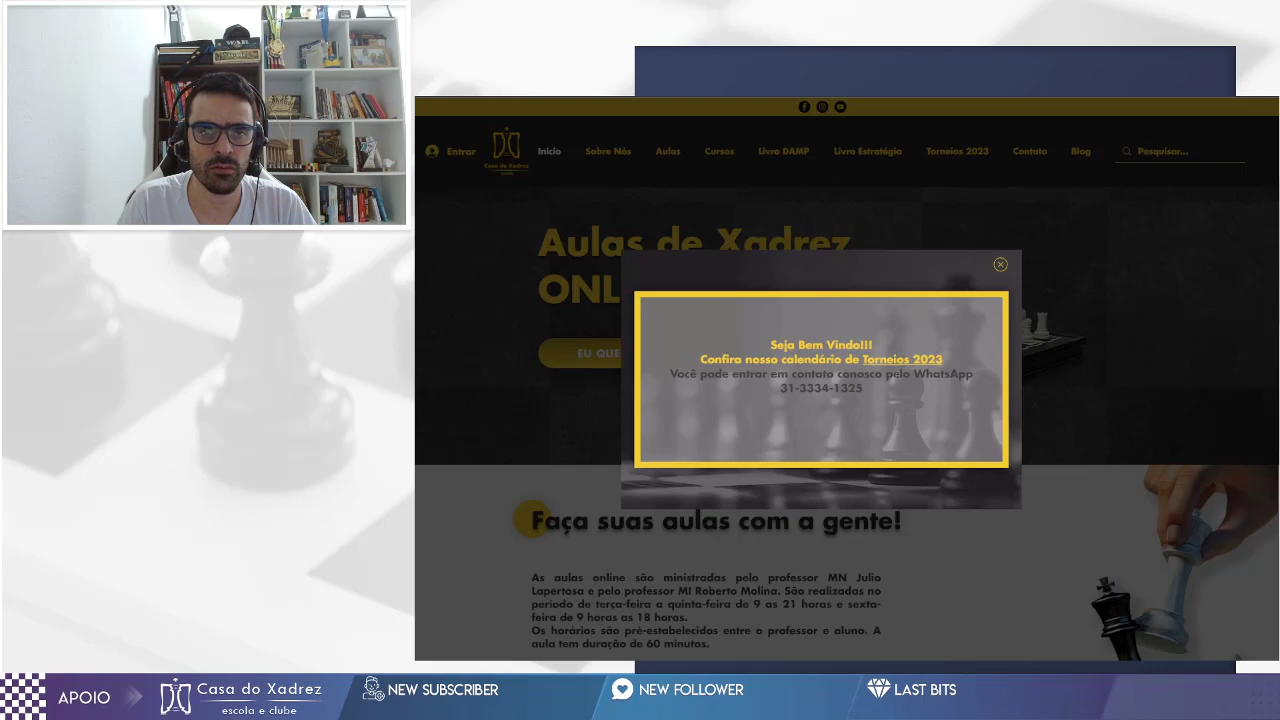 Entrar
Casa do Xadrez
Início
Sobre Nós
Aulas
Cursos
Livro DAMP
Livro Estratégia
Torneios 2023
Contato
Blog
Pesquisar...
Aulas de Xadrez
ONL
EU QUE
Seja Bem Vindo!!!
Confira nosso calendário de Torneios 2023
Você pode entrar em contato conosco pelo WhatsApp
31-3334-1325
Faça suas aulas com a gente!
As aulas online são ministradas pelo professor MN Julio
Lapertosa e pelo professor MI Roberto Molina. São realizadas no
período de terça-feira a quinta-feira de 9 as 21 horas e sexta-
feira de 9 horas as 18 horas.
Os horários são pré-estabelecidos entre o professor e aluno. A
aula tem duração de 60 minutos.
APOIO
Casa do Xadrez
escola e clube
NEW SUBSCRIBER
NEW FOLLOWER
LAST BITS